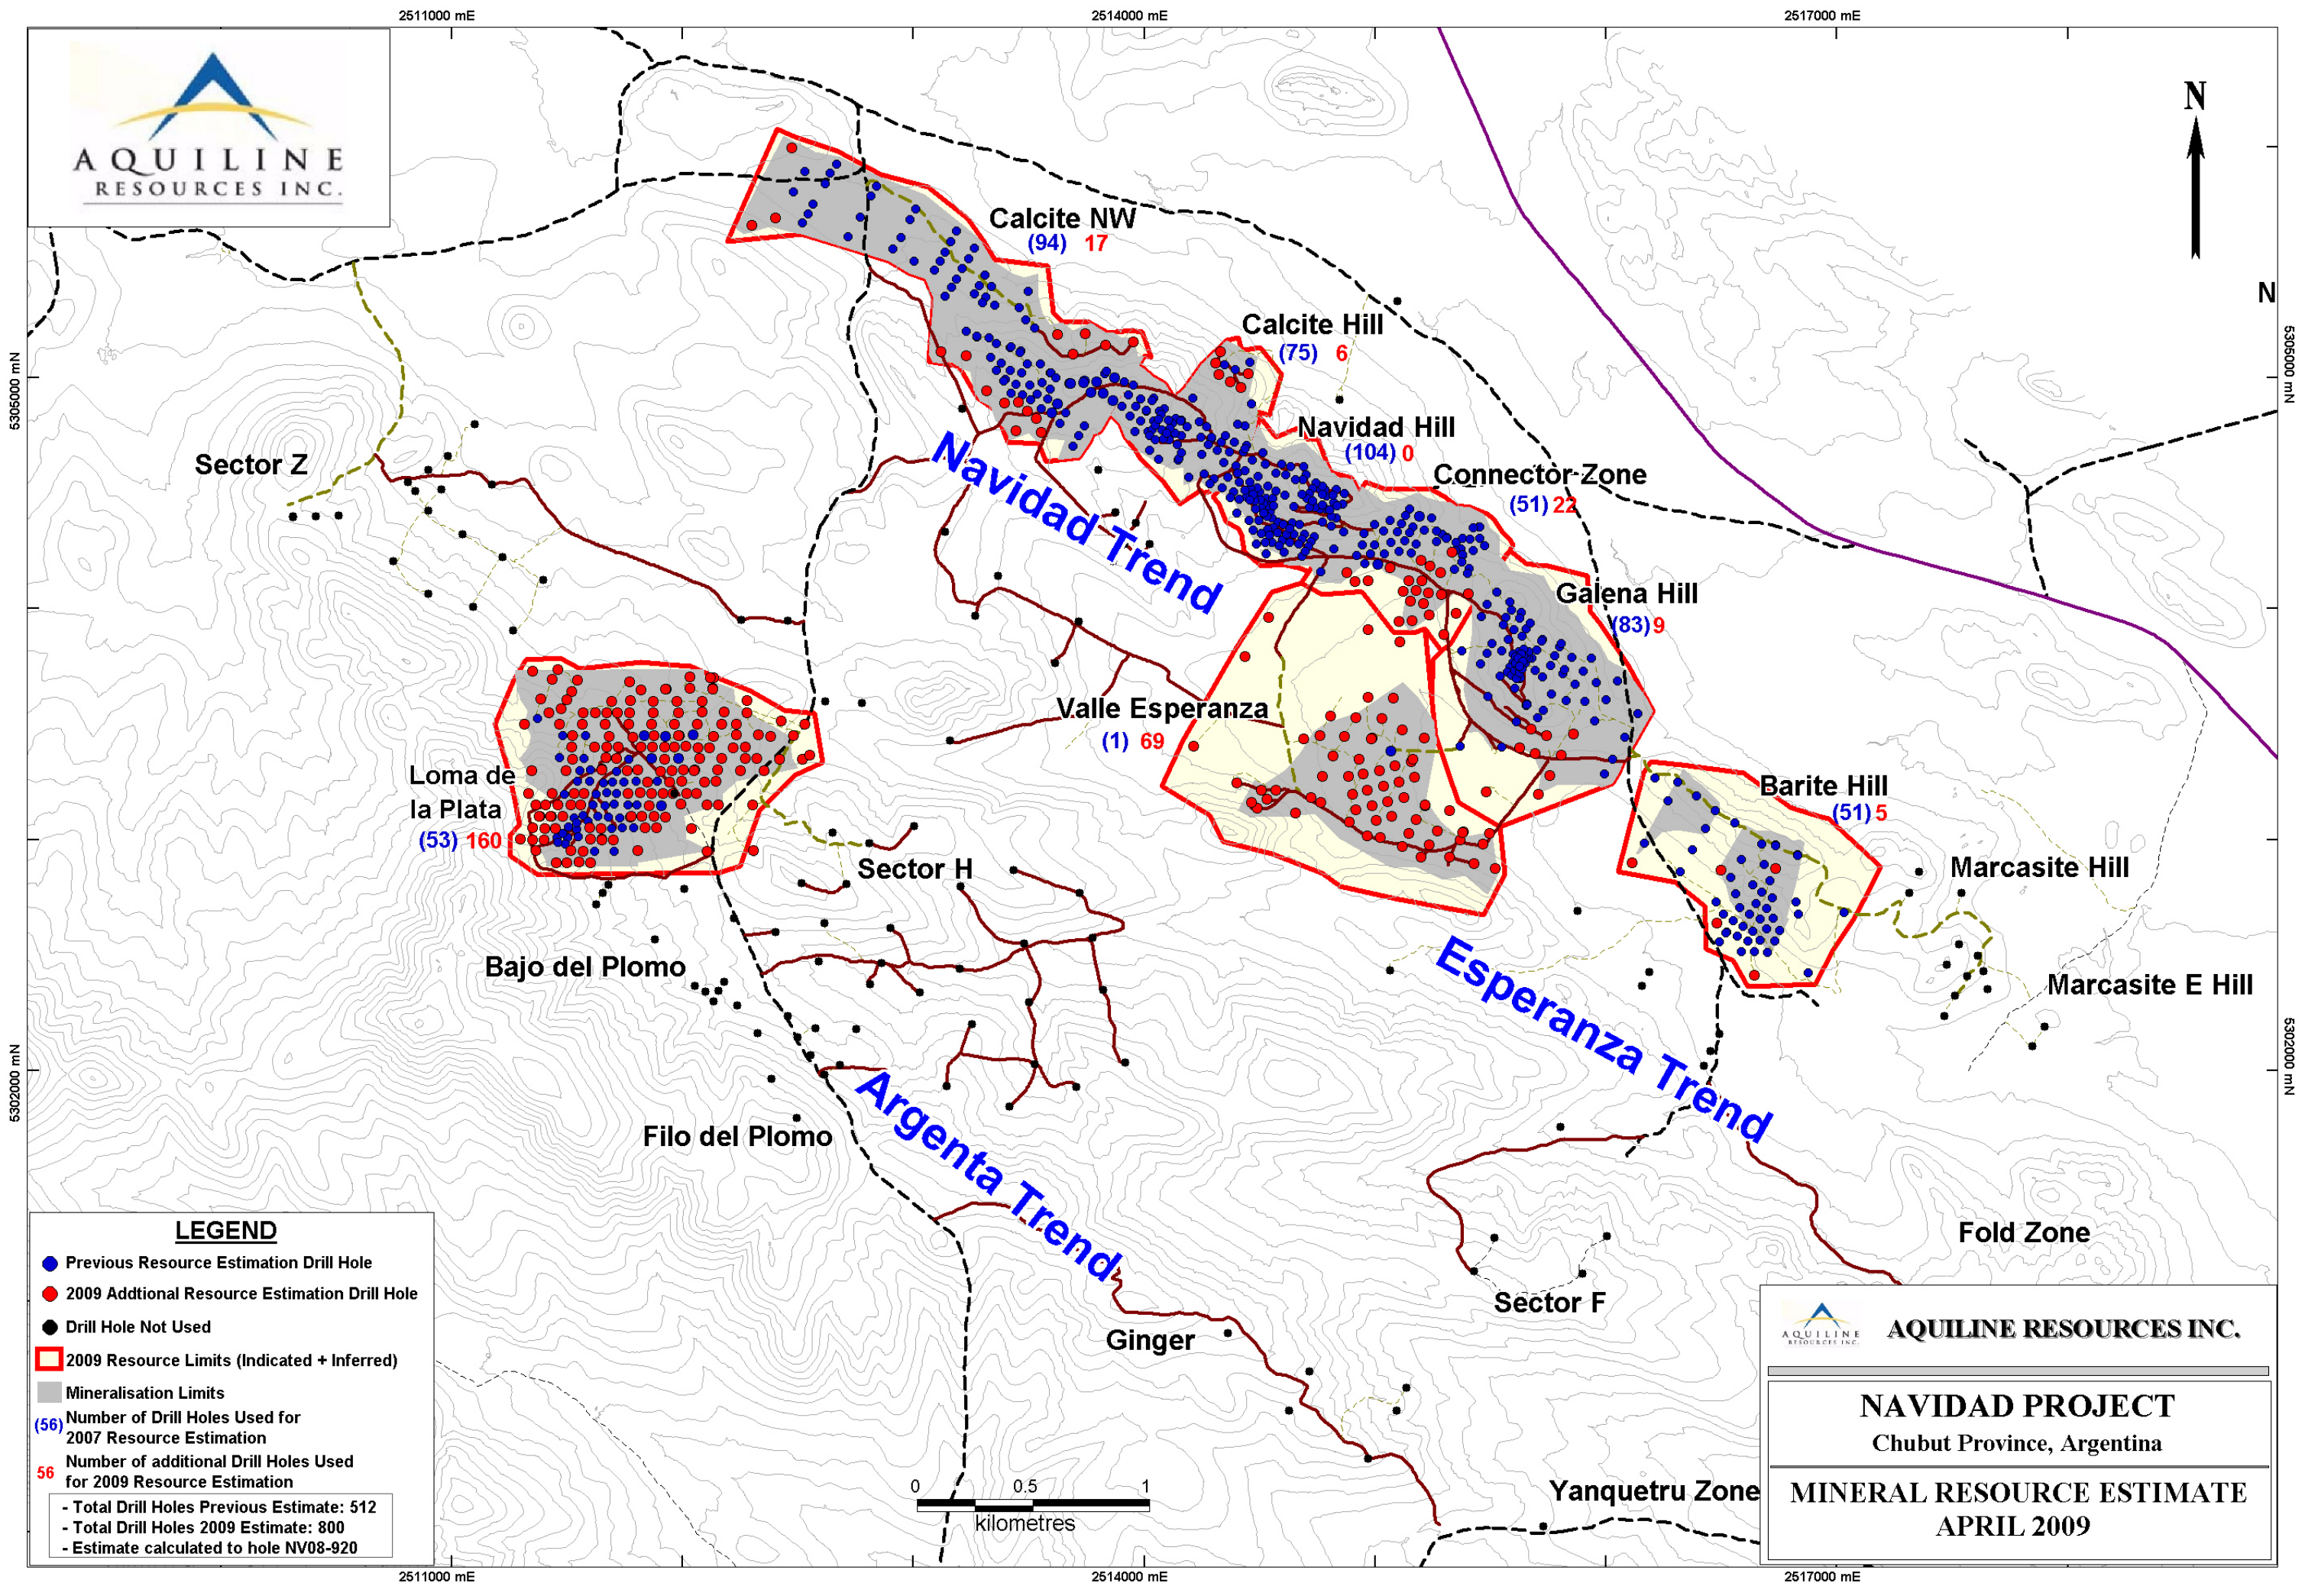 2511000 mE
2514000 mE
2517000 mE
AQUILINE
RESOURCES INC.
N
N
5305000 mN
5305000 mN
5302000 mN
5302000 mN
Calcite NW
(94) 17
Calcite Hill
(75) 6
Navidad Hill
(104) 0
Connector Zone
(51) 22
Sector Z
Navidad Trend
Galena Hill
(83) 9
Valle Esperanza
(1) 69
Loma de
la Plata
(53) 160
Barite Hill
(51) 5
Sector H
Marcasite Hill
Bajo del Plomo
Esperanza Trend
Marcasite E Hill
Argenta Trend
Filo del Plomo
Fold Zone
Sector F
Ginger
Yanquetru Zone
LEGEND
Previous Resource Estimation Drill Hole
2009 Addtional Resource Estimation Drill Hole
Drill Hole Not Used
2009 Resource Limits (Indicated + Inferred)
Mineralisation Limits
(56) Number of Drill Holes Used for
2007 Resource Estimation
56 Number of additional Drill Holes Used
for 2009 Resource Estimation
- Total Drill Holes Previous Estimate: 512
- Total Drill Holes 2009 Estimate: 800
- Estimate calculated to hole NV08-920
0 0.5 1
kilometres
AQUILINE
RESOURCES INC.
AQUILINE RESOURCES INC.
NAVIDAD PROJECT
Chubut Province, Argentina
MINERAL RESOURCE ESTIMATE
APRIL 2009
2511000 mE
2514000 mE
2517000 mE